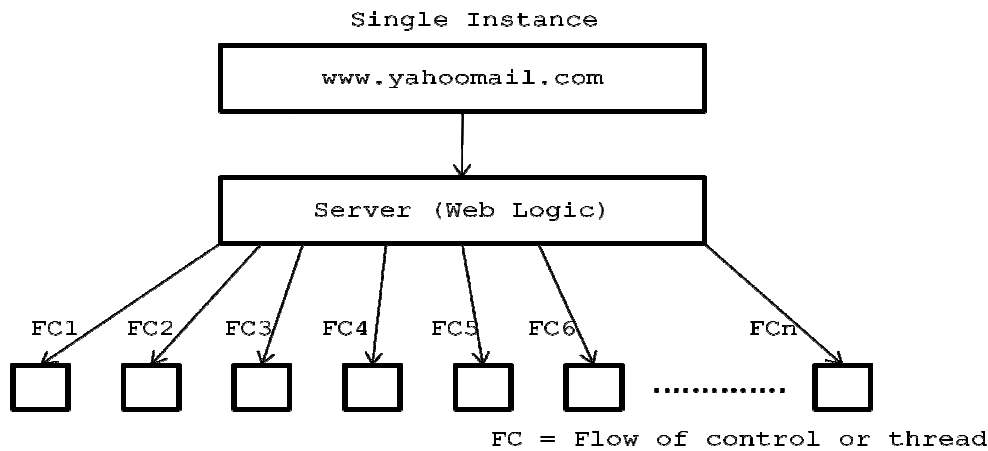 Single Instance
www.yahoomail.com
Server (Web Logic)
FC1 FC2 FC3 FC4 FC5 FC6 FCn
FC = Flow of control or thread